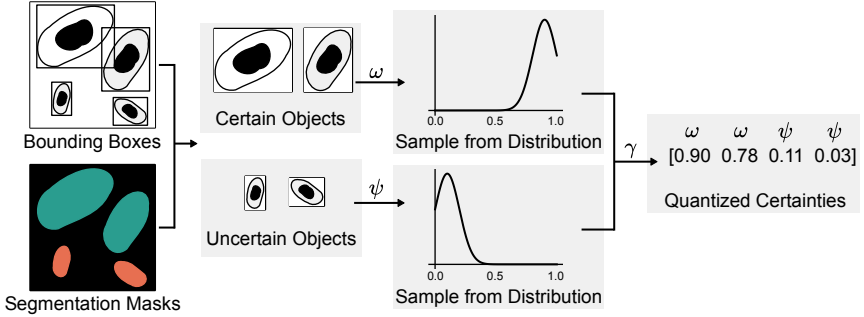 Bounding Boxes
Segmentation Masks
Certain Objects
Uncertain Objects
ω
ψ
0.0 0.5 1.0
Sample from Distribution
0.0 0.5 1.0
Sample from Distribution
γ
ω ω ψ ψ
[0.90 0.78 0.11 0.03]
Quantized Certainties